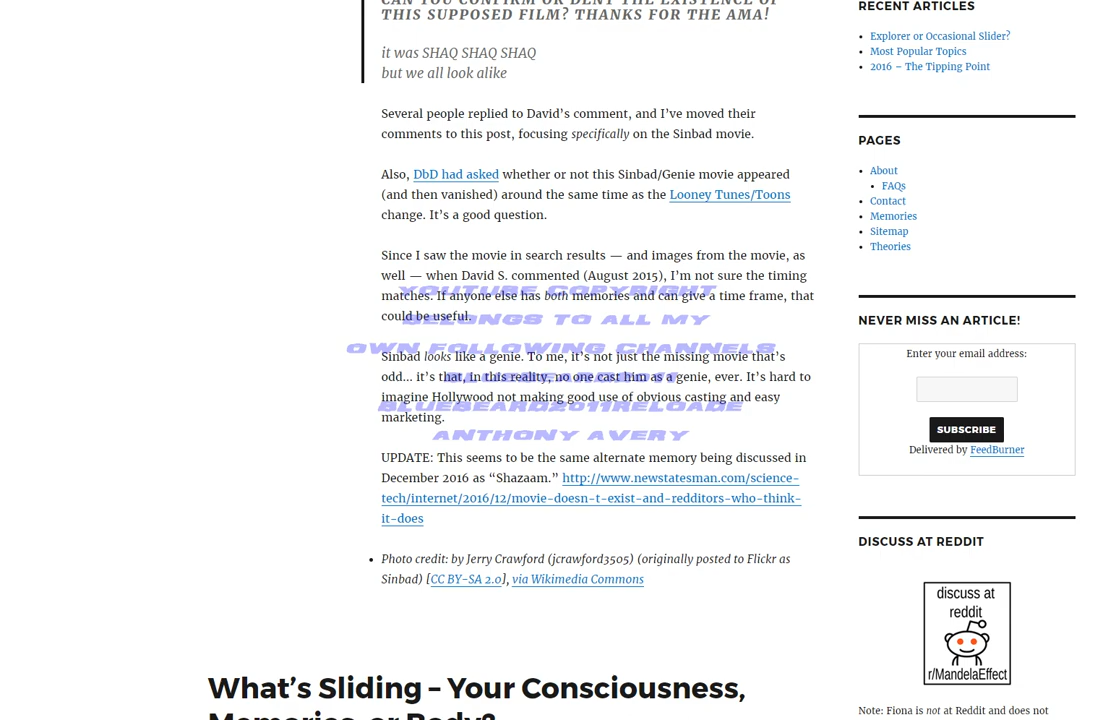 CAN YOU CONFIRM OR DENY THE EXISTENCE OF
THIS SUPPOSED FILM? THANKS FOR THE AMA!
it was SHAQ SHAQ SHAQ
but we all look alike
Several people replied to David's comment, and I've moved their
comments to this post, focusing specifically on the Sinbad movie.
Also, DbD had asked whether or not this Sinbad/Genie movie appeared
(and then vanished) around the same time as the Looney Tunes/Toons
change. It's a good question.
Since I saw the movie in search results — and images from the movie, as
well — when David S. commented (August 2015), I'm not sure the timing
matches. If anyone else has both memories and can give a time frame, that
could be useful.
Sinbad looks like a genie. To me, it's not just the missing movie that's
odd... it's that, in this reality, no one cast him as a genie, ever. It's hard to
imagine Hollywood not making good use of obvious casting and easy
marketing.
UPDATE: This seems to be the same alternate memory being discussed in
December 2016 as “Shazaam.” http://www.newstatesman.com/science-
tech/internet/2016/12/movie-doesn-t-exist-and-redditors-who-think-
it-does
• Photo credit: by Jerry Crawford (jcrawford3505) (originally posted to Flickr as
Sinbad) [CC BY-SA 2.0], via Wikimedia Commons
What's Sliding – Your Consciousness,
Memories, or Body?
YOUTUBE COPYRIGHT
BELONGS TO ALL MY
OWN FOLLOWING CHANNELS
BLUEBEARD2011RELOADE
ANTHONY AVERY
RECENT ARTICLES
• Explorer or Occasional Slider?
• Most Popular Topics
• 2016 – The Tipping Point
PAGES
• About
• FAQs
• Contact
• Memories
• Sitemap
• Theories
NEVER MISS AN ARTICLE!
Enter your email address:
SUBSCRIBE
Delivered by FeedBurner
DISCUSS AT REDDIT
discuss at
reddit
r/MandelaEffect
Note: Fiona is not at Reddit and does not